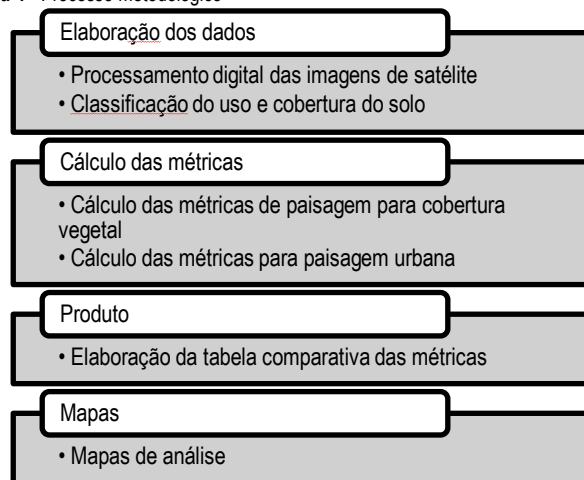 Elaboração dos dados
• Processamento digital das imagens de satélite
• Classificação do uso e cobertura do solo
Cálculo das métricas
• Cálculo das métricas de paisagem para cobertura
vegetal
• Cálculo das métricas para paisagem urbana
Produto
• Elaboração da tabela comparativa das métricas
Mapas
• Mapas de análise